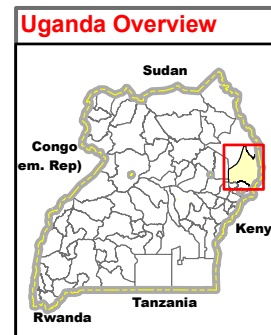 Uganda Overview
Sudan
Congo
em. Rep)
Keny
Tanzania
Rwanda